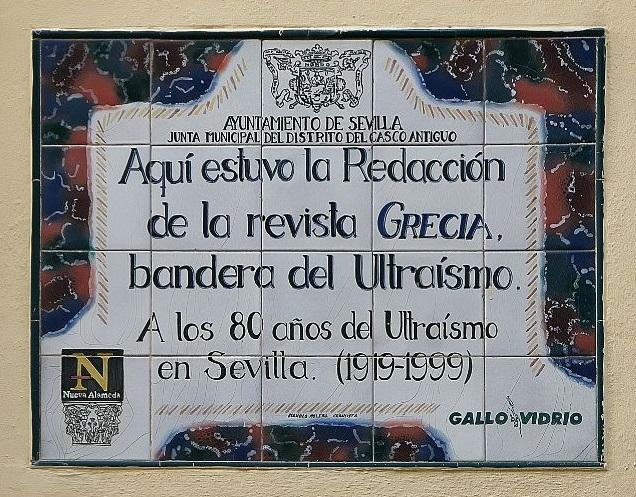 AYUNTAMIENTO DE SEVILLA
JUNTA MUNICIPAL DEL DISTRITO DEL CASCO ANTIGUO
Aquí estuvo la Redacción
de la revista GRECIA,
bandera del Ultraísmo.
A los 80 años del Ultraísmo
en Sevilla. (1919-1999)
N
Nueva Alameda
GALLO VIDRIO